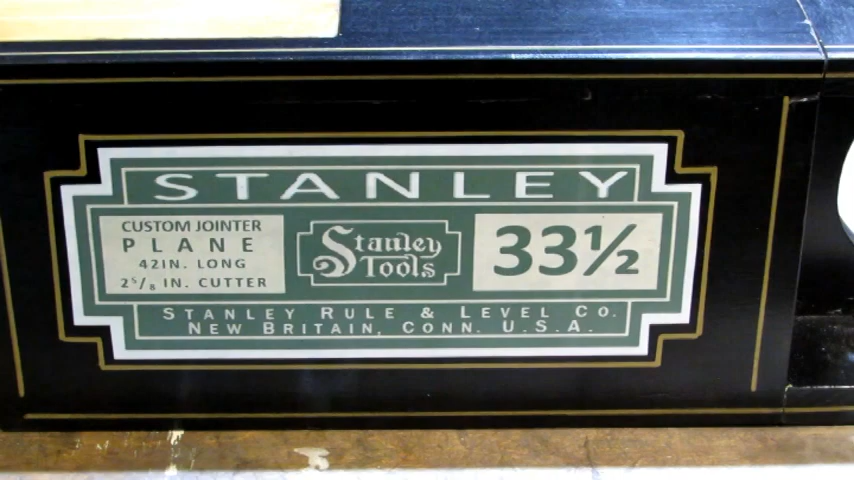 STANLEY
CUSTOM JOINTER
PLANE
42IN. LONG
2⁵/₈ IN. CUTTER
Stanley
Tools
33½
STANLEY RULE & LEVEL CO.
NEW BRITAIN, CONN. U.S.A.